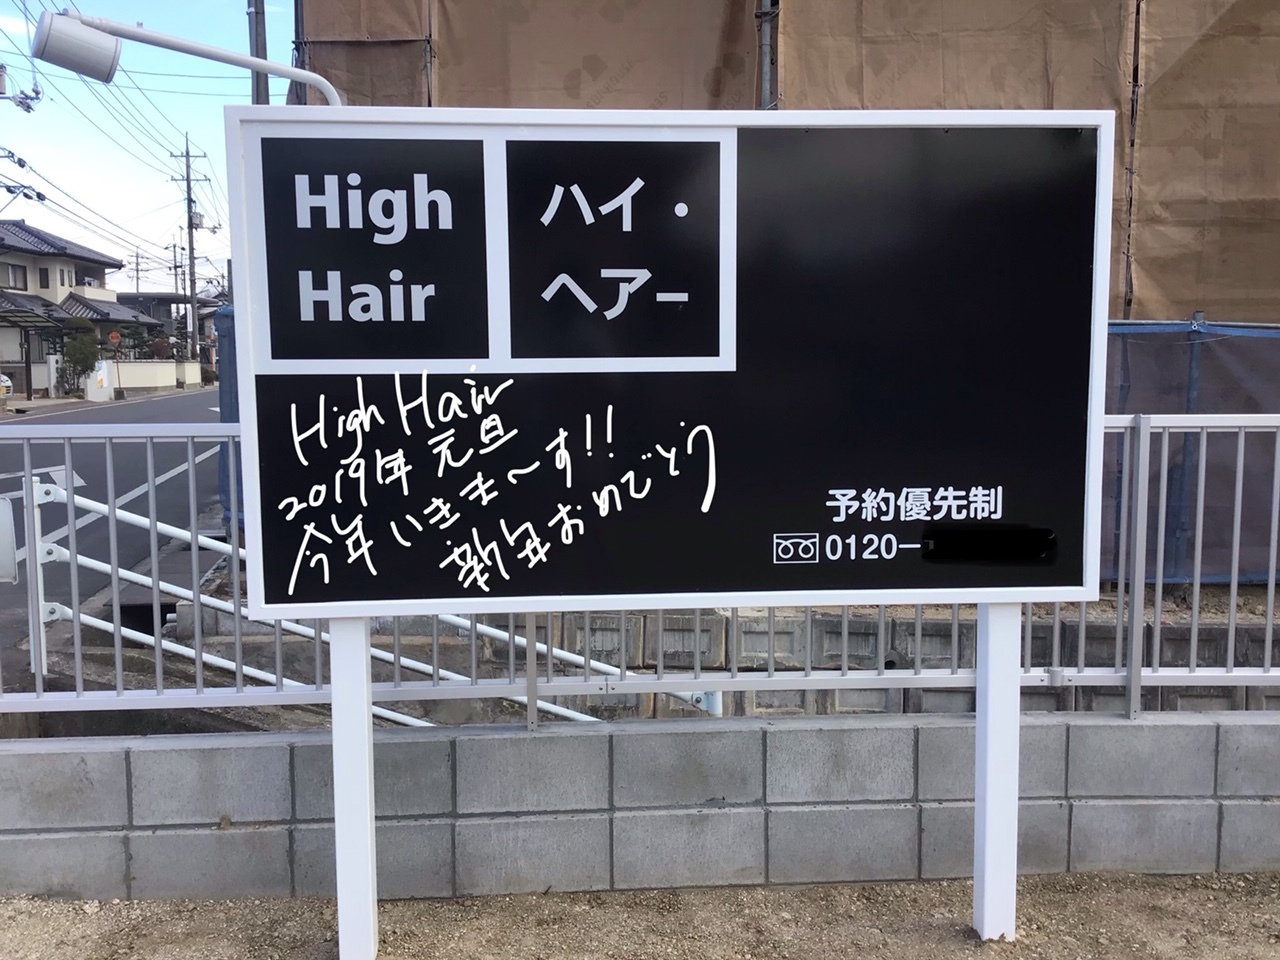 High
Hair
ハイ・
ヘアー
High Hair
2019年 元旦
今年いきま〜す!!
新年おめでとう
予約優先制
0120−